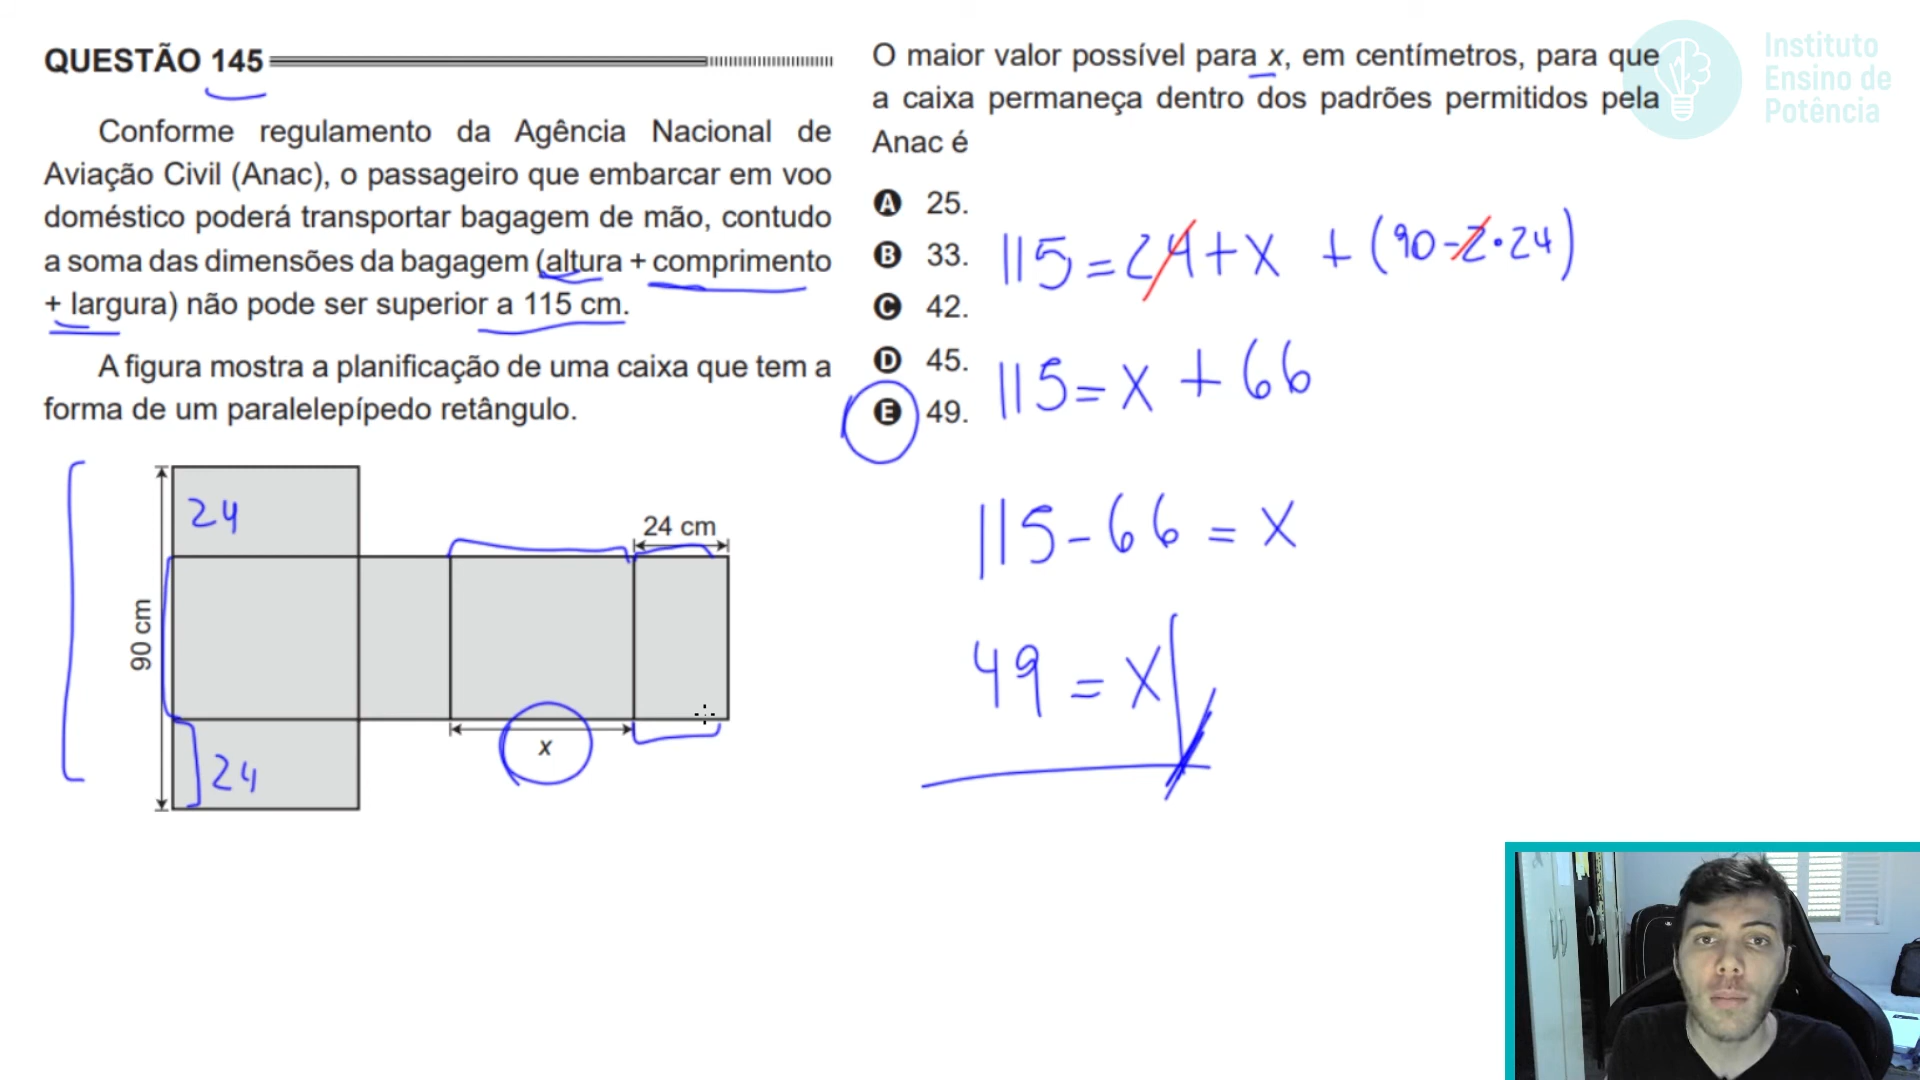 QUESTÃO 145
Conforme regulamento da Agência Nacional de
Aviação Civil (Anac), o passageiro que embarcar em voo
doméstico poderá transportar bagagem de mão, contudo
a soma das dimensões da bagagem (altura + comprimento
+ largura) não pode ser superior a 115 cm.
A figura mostra a planificação de uma caixa que tem a
forma de um paralelepípedo retângulo.
24
24 cm
90 cm
x
24
O maior valor possível para x, em centímetros, para que
a caixa permaneça dentro dos padrões permitidos pela
Anac é
A 25.
B 33.
C 42.
D 45.
E 49.
115 = 24 + x + (90 - 2 • 24)
115 = x + 66
115 - 66 = x
49 = x
Instituto
Ensino de
Potência